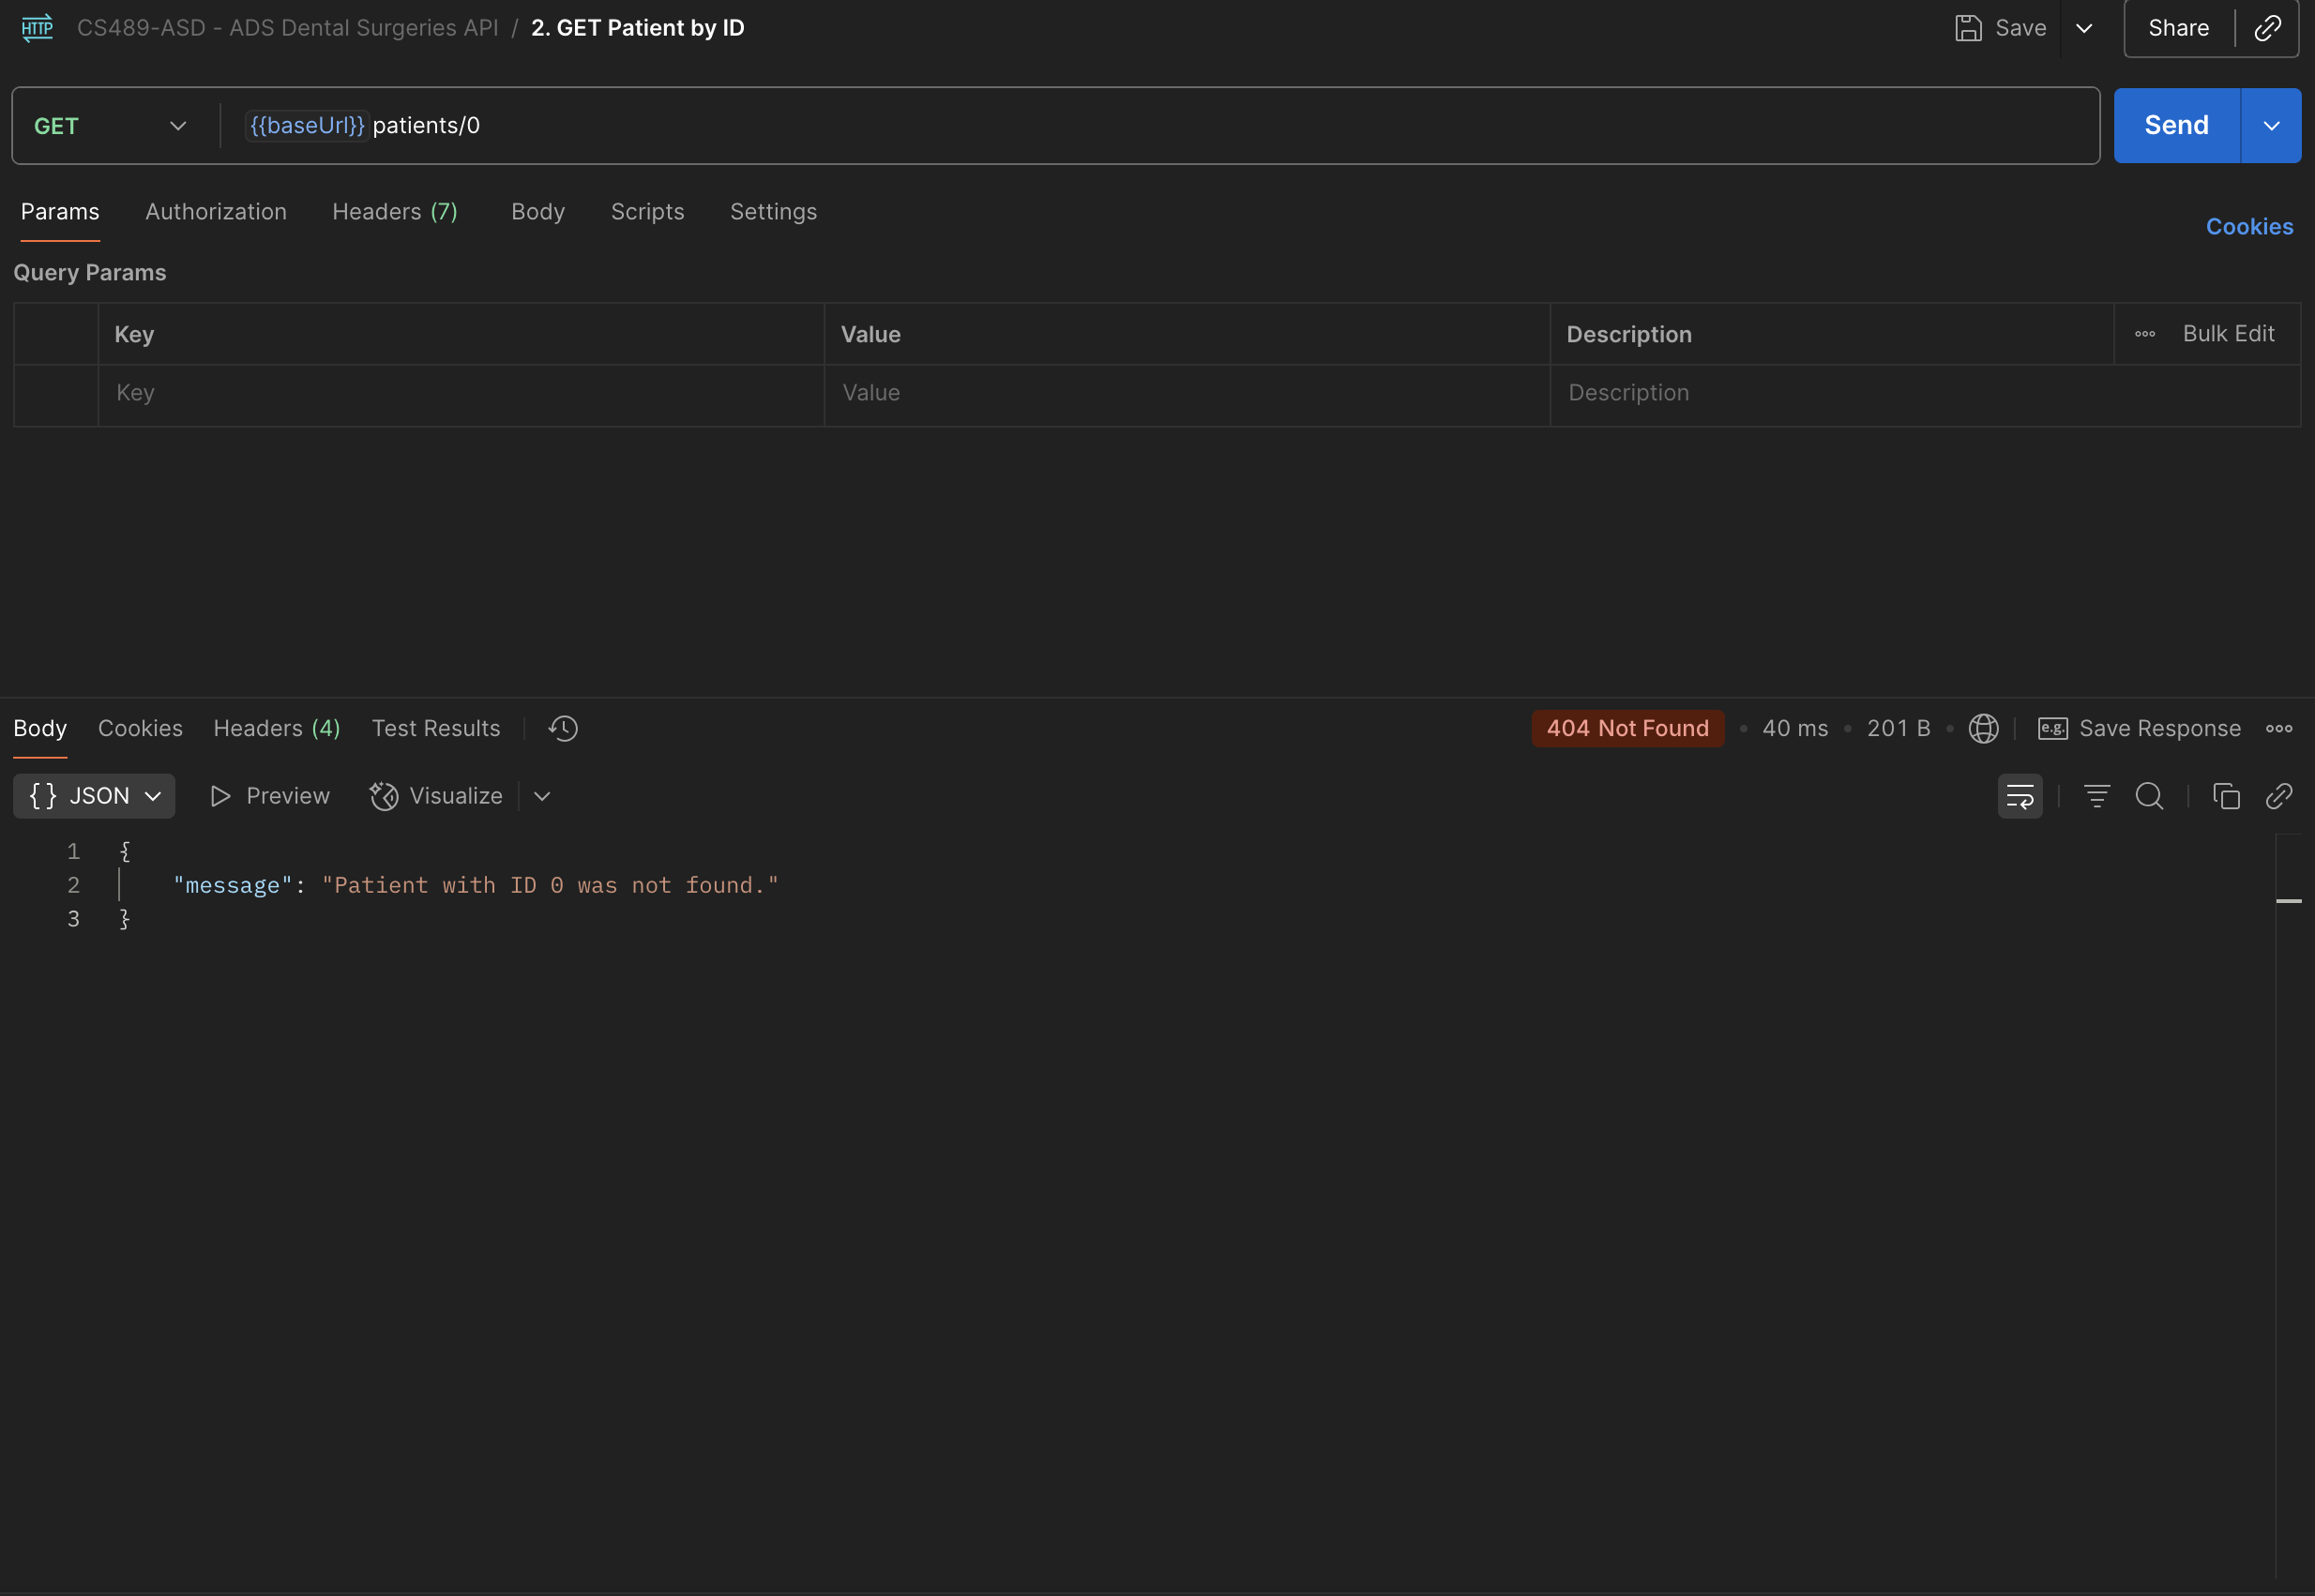 HTTP CS489-ASD - ADS Dental Surgeries API / 2. GET Patient by ID Save Share
GET {{baseUrl}} patients/0 Send
Params Authorization Headers (7) Body Scripts Settings Cookies
Query Params
Key Value Description Bulk Edit
Key Value Description
Body Cookies Headers (4) Test Results 404 Not Found • 40 ms • 201 B • e.g. Save Response
{} JSON Preview Visualize
1 {
2 "message": "Patient with ID 0 was not found."
3 }